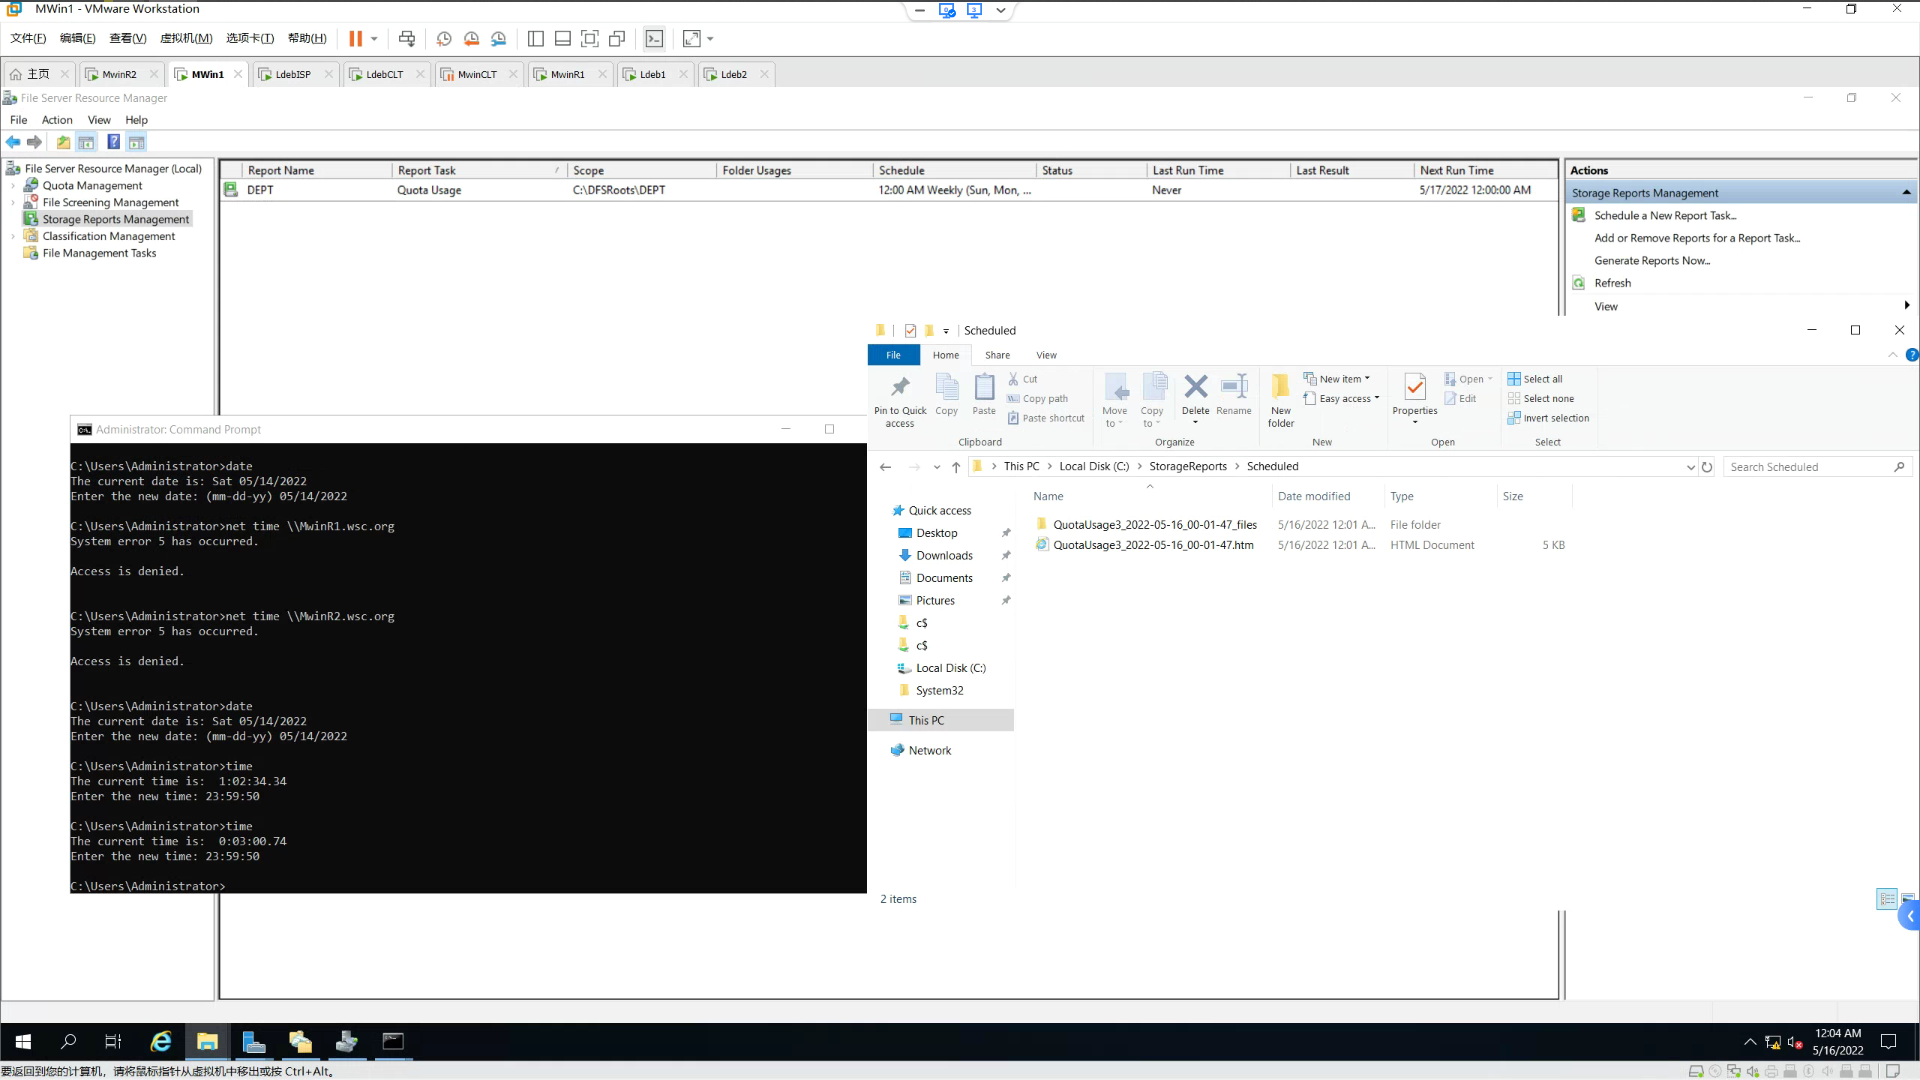 MWin1 - VMware Workstation
文件(F) 编辑(E) 查看(V) 虚拟机(M) 选项卡(T) 帮助(H)
主页 MwinR2 MWin1 LdebISP LdebCLT MwinCLT MwinR1 Ldeb1 Ldeb2
File Server Resource Manager
File Action View Help
File Server Resource Manager (Local)
Quota Management
File Screening Management
Storage Reports Management
Classification Management
File Management Tasks
Report Name Report Task Scope Folder Usages Schedule Status Last Run Time Last Result Next Run Time
DEPT Quota Usage C:\DFSRoots\DEPT 12:00 AM Weekly (Sun, Mon, ... Never 5/17/2022 12:00:00 AM
Actions
Storage Reports Management
Schedule a New Report Task...
Add or Remove Reports for a Report Task...
Generate Reports Now...
Refresh
View
Administrator: Command Prompt
C:\Users\Administrator>date
The current date is: Sat 05/14/2022
Enter the new date: (mm-dd-yy) 05/14/2022
C:\Users\Administrator>net time \\MwinR1.wsc.org
System error 5 has occurred.
Access is denied.
C:\Users\Administrator>net time \\MwinR2.wsc.org
System error 5 has occurred.
Access is denied.
C:\Users\Administrator>date
The current date is: Sat 05/14/2022
Enter the new date: (mm-dd-yy) 05/14/2022
C:\Users\Administrator>time
The current time is:  1:02:34.34
Enter the new time: 23:59:50
C:\Users\Administrator>time
The current time is:  0:03:00.74
Enter the new time: 23:59:50
C:\Users\Administrator>
Scheduled
File Home Share View
Pin to Quick access
Copy
Paste
Cut
Copy path
Paste shortcut
Clipboard
Move to
Copy to
Delete
Rename
Organize
New folder
New item
Easy access
New
Properties
Open
Edit
Open
Select all
Select none
Invert selection
Select
This PC > Local Disk (C:) > StorageReports > Scheduled
Search Scheduled
Name Date modified Type Size
QuotaUsage3_2022-05-16_00-01-47_files 5/16/2022 12:01 A... File folder
QuotaUsage3_2022-05-16_00-01-47.htm 5/16/2022 12:01 A... HTML Document 5 KB
Quick access
Desktop
Downloads
Documents
Pictures
c$
c$
Local Disk (C:)
System32
This PC
Network
2 items
12:04 AM
5/16/2022
要返回到您的计算机，请将鼠标指针从虚拟机中移出或按 Ctrl+Alt。